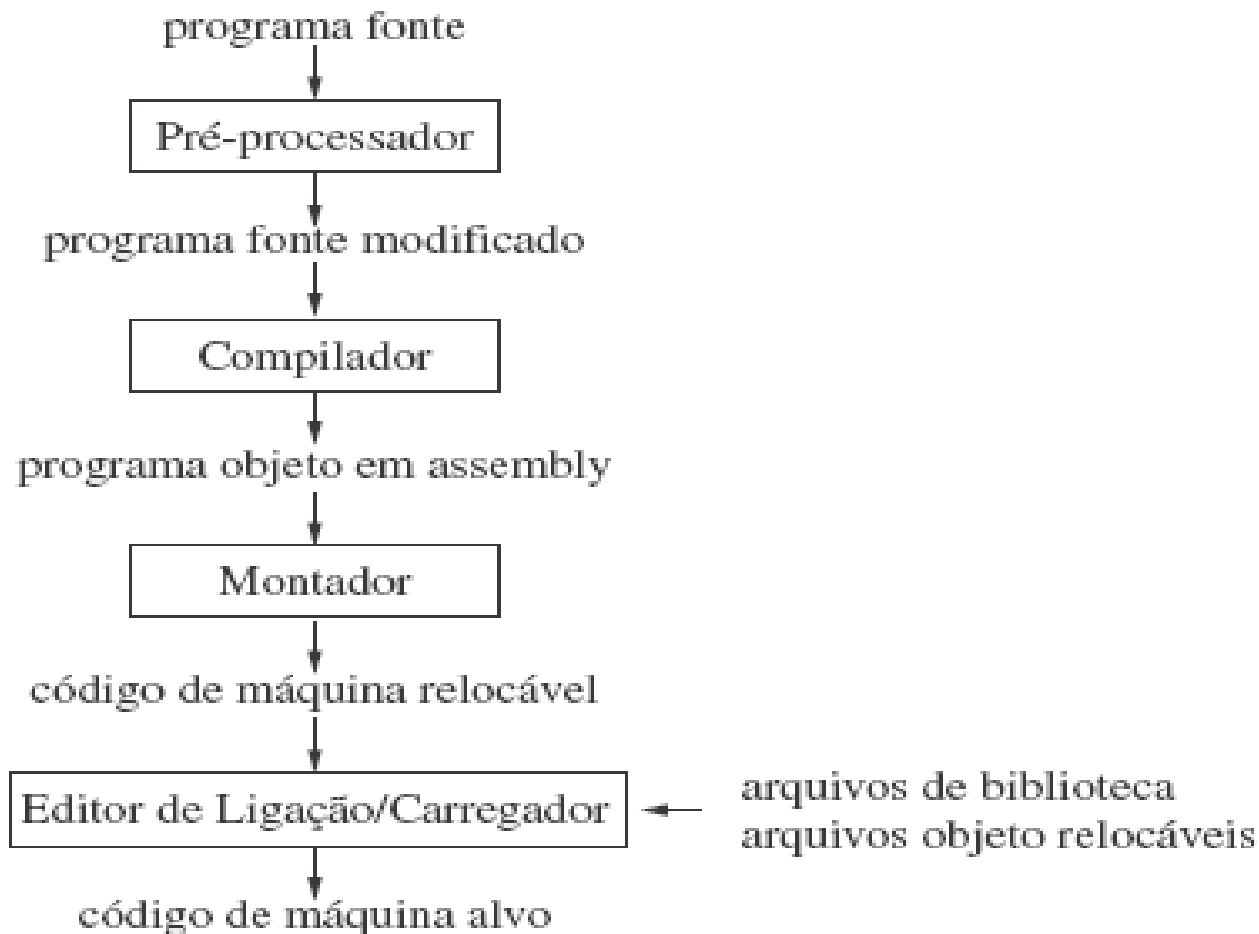 programa fonte
Pré-processador
programa fonte modificado
Compilador
programa objeto em assembly
Montador
código de máquina relocável
Editor de Ligação/Carregador
arquivos de biblioteca
arquivos objeto relocáveis
código de máquina alvo